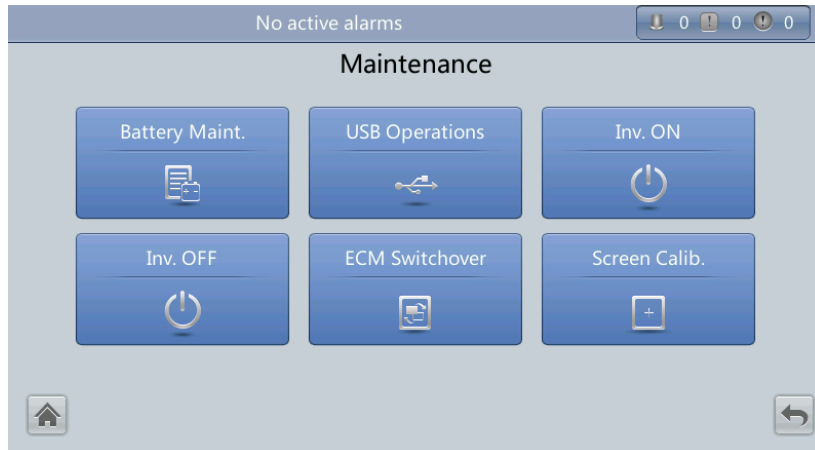 No active alarms 0 0 0
Maintenance
Battery Maint. USB Operations Inv. ON
Inv. OFF ECM Switchover Screen Calib.